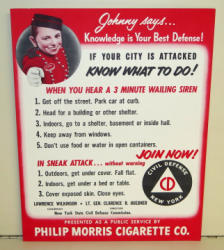 Johnny says...
Knowledge is Your Best Defense!
IF YOUR CITY IS ATTACKED
KNOW WHAT TO DO!
WHEN YOU HEAR A 3 MINUTE WAILING SIREN
1. Get off the street. Park car at curb.
2. Head for a building or other shelter.
3. Indoors, go to a shelter, basement or inside hall.
4. Keep away from windows.
5. Don't use telephone or open windows.
JOIN NOW!
IN SNEAK ATTACK... without warning
1. Outdoors, get under cover. Fall flat.
2. Indoors, get under a bed or table.
3. Cover exposed skin. Close eyes.
CIVIL DEFENSE
NEW YORK
LAWRENCE WILKINSON • LT. GEN. CLARENCE R. HUEBNER
New York State Civil Defense Commission
PRESENTED AS A PUBLIC SERVICE BY
PHILIP MORRIS CIGARETTE CO.